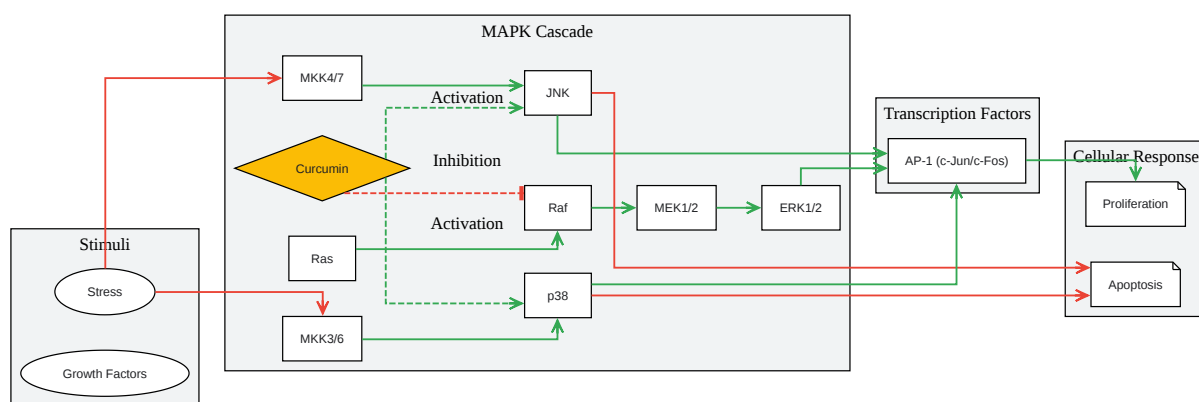 MAPK Cascade
MKK4/7
JNK
Activation
Transcription Factors
Curcumin
Inhibition
AP-1 (c-Jun/c-Fos)
Cellular Response
Raf
MEK1/2
ERK1/2
Proliferation
Activation
Stimuli
Ras
Stress
p38
Apoptosis
MKK3/6
Growth Factors